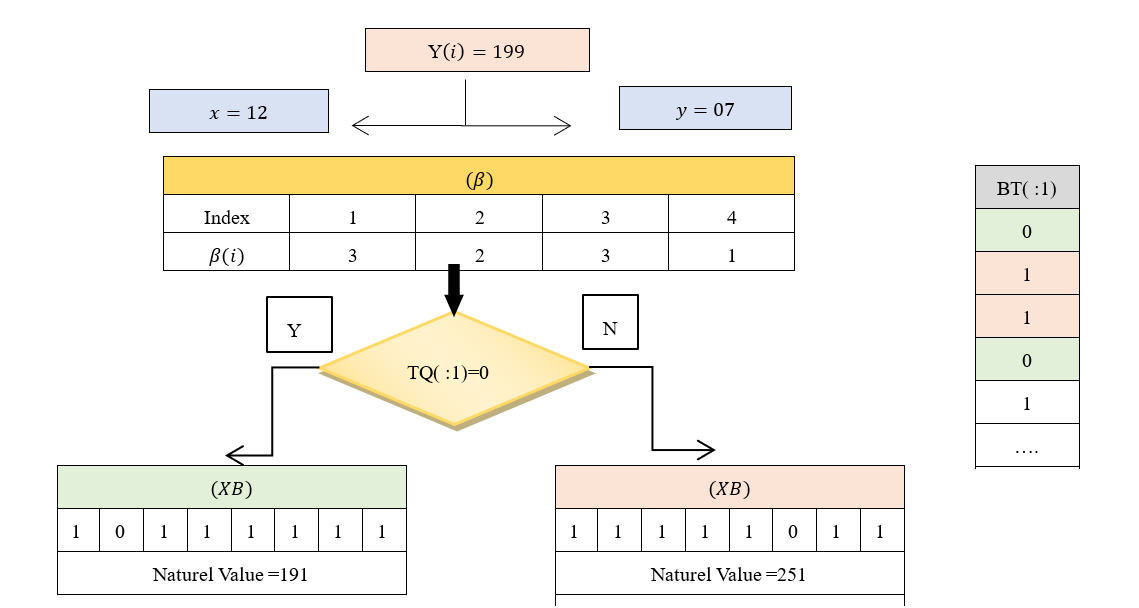 Y(𝑖) = 199
𝑥 = 12
𝑦 = 07
(𝛽)
Index 1 2 3 4
𝛽(𝑖) 3 2 3 1
Y
N
TQ( :1)=0
(𝑋𝐵)
1 0 1 1 1 1 1 1
Naturel Value =191
(𝑋𝐵)
1 1 1 1 1 0 1 1
Naturel Value =251
BT( :1)
0
1
1
0
1
….